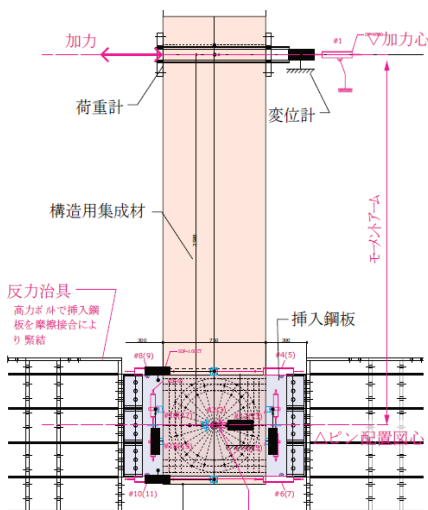 加力
#1
▽加力心
荷重計
変位計
構造用集成材
モーメントアーム
反力治具
高力ボルトで挿入鋼
板を摩擦接合によ
り緊結
挿入鋼板
300
750
300
#8(9)
#4(5)
△ピン配置図心
#10(11)
#6(7)